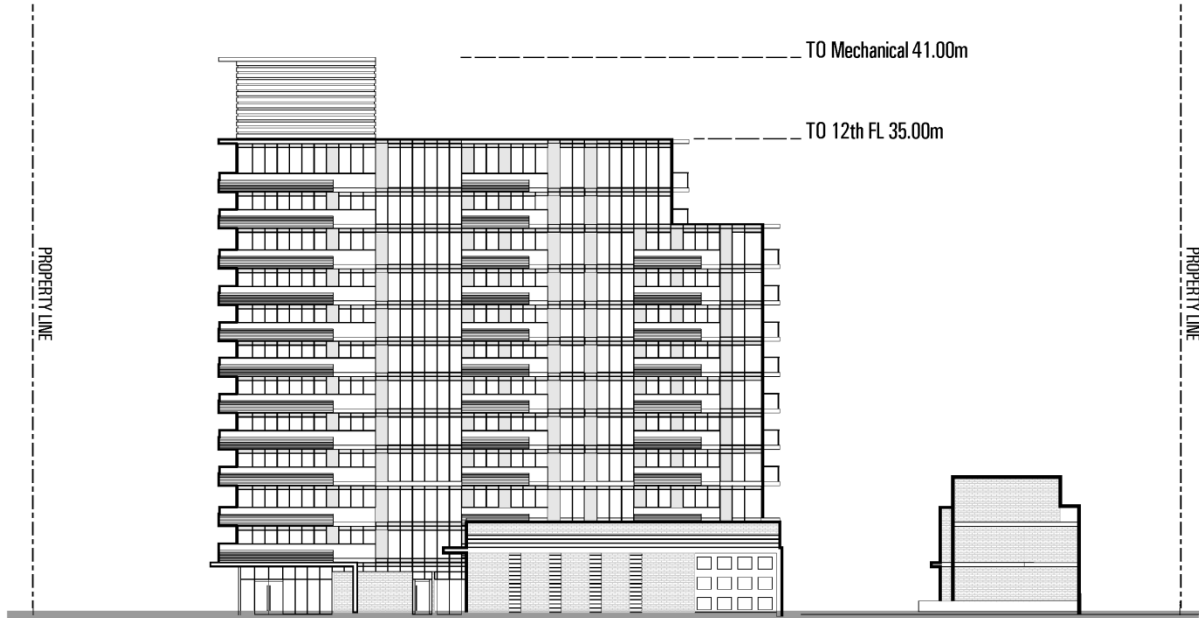 TO Mechanical 41.00m
TO 12th FL 35.00m
PROPERTY LINE
PROPERTY LINE